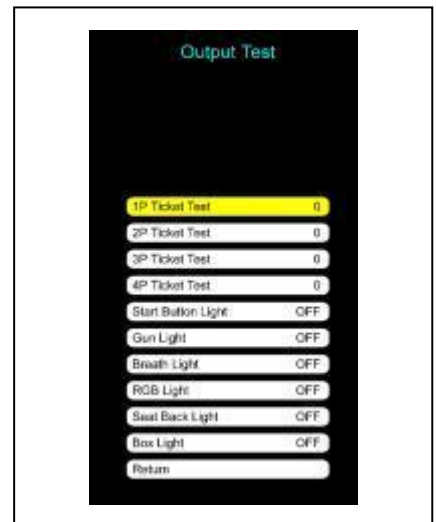 Output Test
1P Ticket Test 0
2P Ticket Test 0
3P Ticket Test 0
4P Ticket Test 0
Start Button Light OFF
Gun Light OFF
Breath Light OFF
RGB Light OFF
Seat Back Light OFF
Box Light OFF
Return